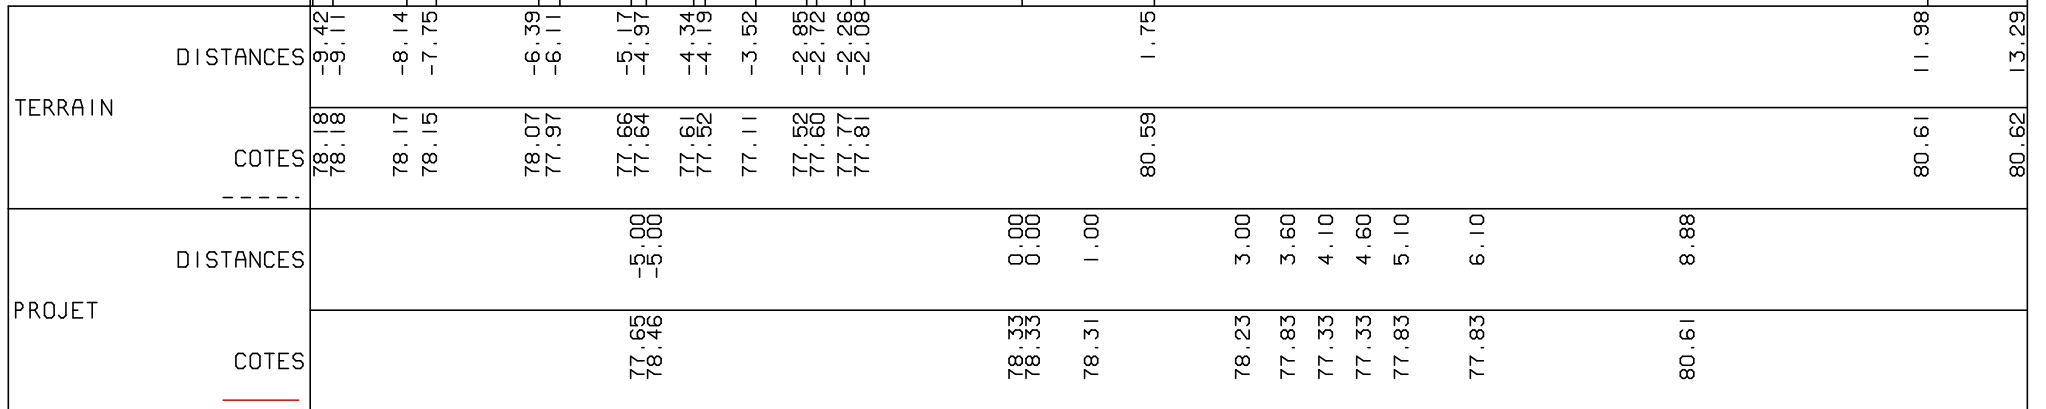 TERRAIN
DISTANCES -9.42 -9.11 -8.14 -7.75 -6.39 -6.11 -5.17 -4.97 -4.34 -4.19 -3.52 -2.85 -2.72 -2.26 -2.08 1.75 11.98 13.29
COTES 78.18 78.18 78.17 78.15 78.07 77.97 77.66 77.64 77.61 77.52 77.11 77.52 77.60 77.77 77.81 80.59 80.61 80.62
PROJET
DISTANCES -5.00 -5.00 0.00 0.00 1.00 3.00 3.60 4.10 4.60 5.10 6.10 8.88
COTES 77.65 78.46 78.33 78.33 78.31 78.23 77.83 77.33 77.33 77.83 77.83 80.61